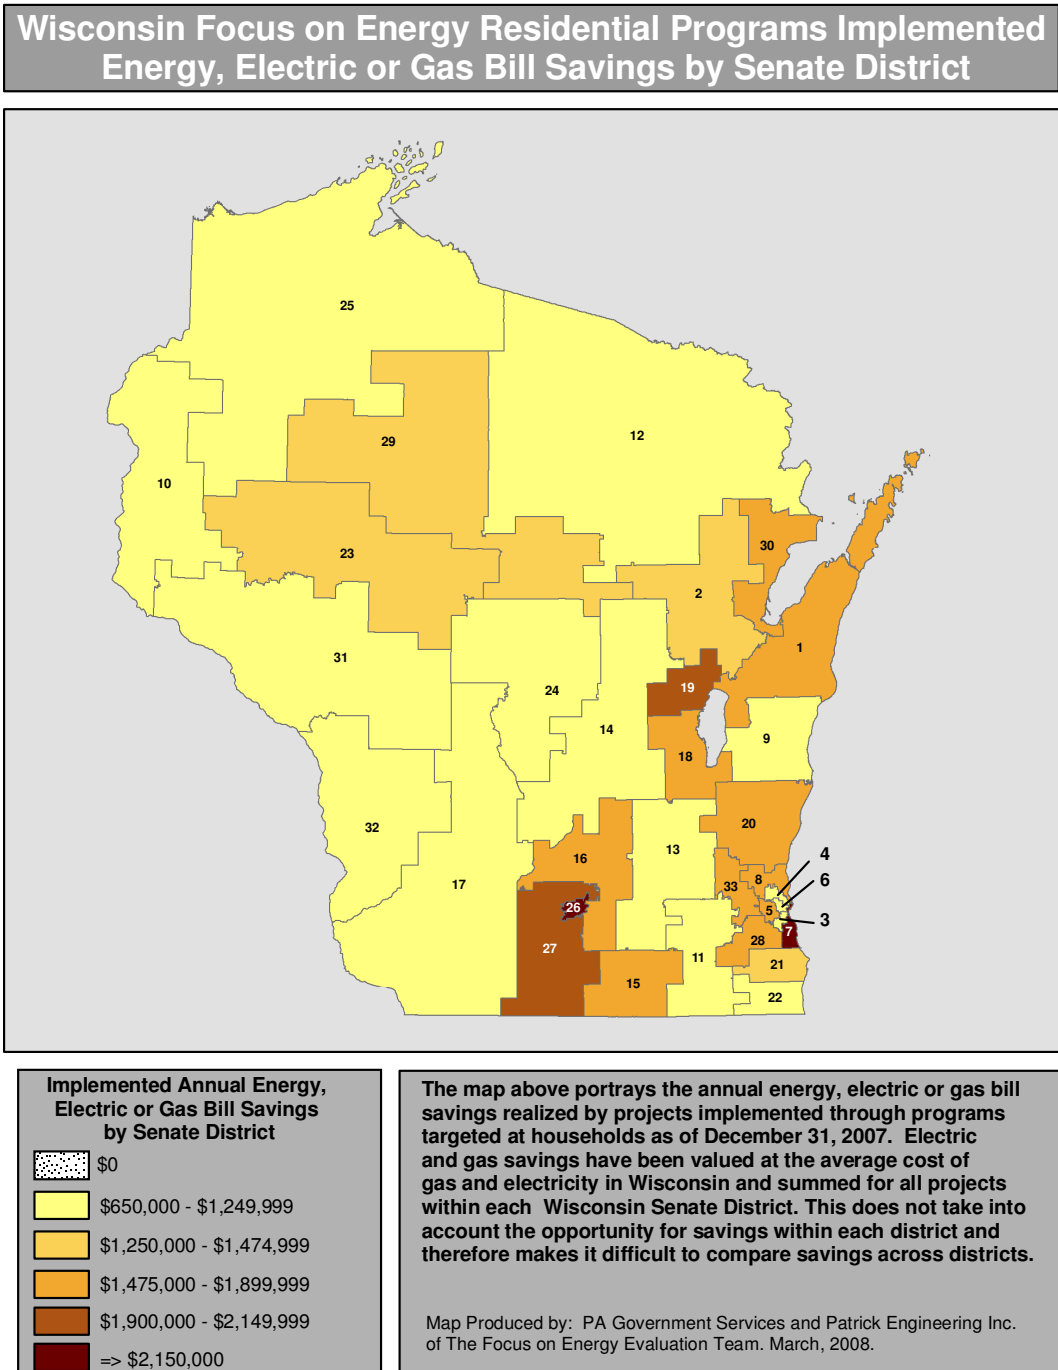 Wisconsin Focus on Energy Residential Programs Implemented
Energy, Electric or Gas Bill Savings by Senate District
25
12
29
10
30
23
2
1
31
19
24
14
9
18
32
20
13
4
16
17
8
6
33
26
5
3
7
27
28
11
21
15
22
Implemented Annual Energy,
Electric or Gas Bill Savings
by Senate District
$0
$650,000 - $1,249,999
$1,250,000 - $1,474,999
$1,475,000 - $1,899,999
$1,900,000 - $2,149,999
=> $2,150,000
The map above portrays the annual energy, electric or gas bill
savings realized by projects implemented through programs
targeted at households as of December 31, 2007. Electric
and gas savings have been valued at the average cost of
gas and electricity in Wisconsin and summed for all projects
within each Wisconsin Senate District. This does not take into
account the opportunity for savings within each district and
therefore makes it difficult to compare savings across districts.
Map Produced by: PA Government Services and Patrick Engineering Inc.
of The Focus on Energy Evaluation Team. March, 2008.